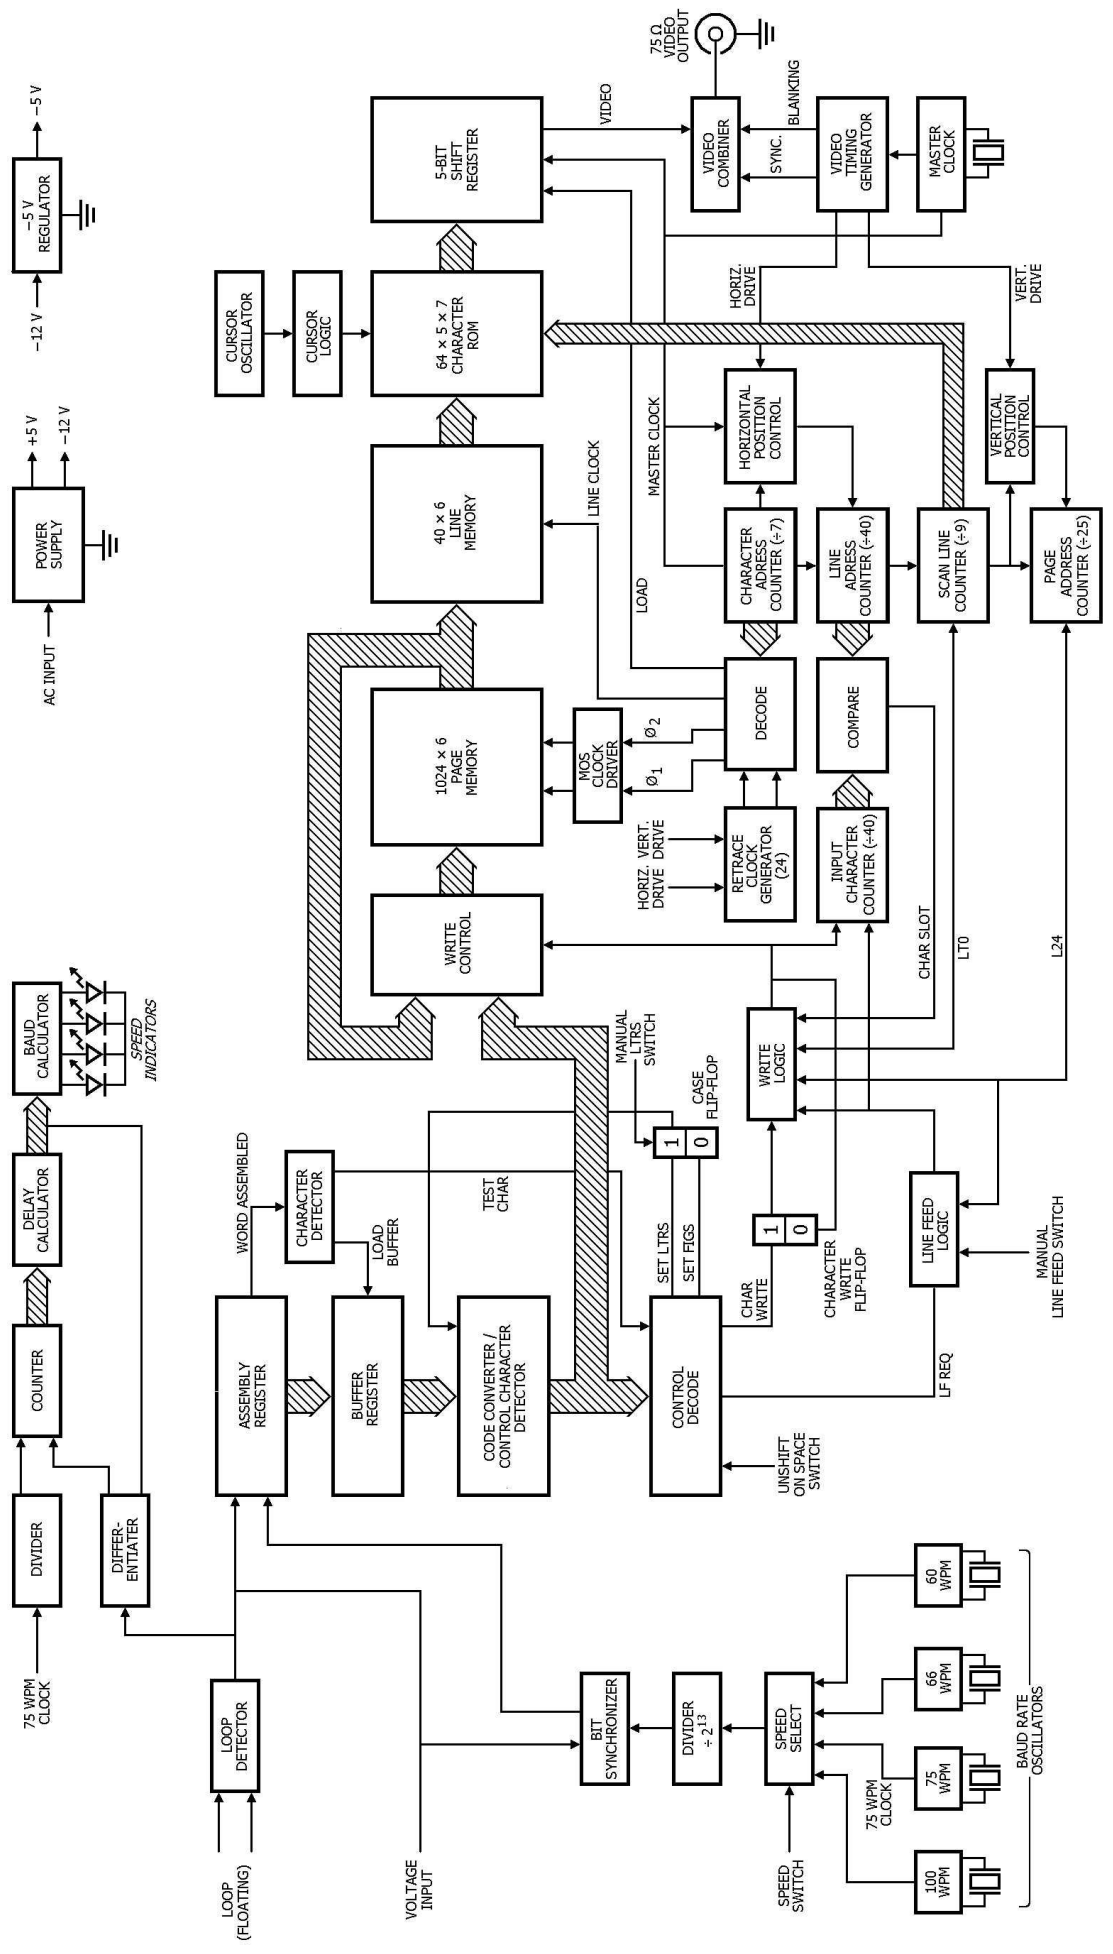 75 WPM
CLOCK
DIVIDER
COUNTER
DELAY
CALCULATOR
BAUD
CALCULATOR
SPEED
INDICATORS
DIFFER-
ENTIATER
AC INPUT
POWER
SUPPLY
+5 V
−12 V
−12 V
−5 V
REGULATOR
−5 V
LOOP
(FLOATING)
LOOP
DETECTOR
VOLTAGE
INPUT
ASSEMBLY
REGISTER
WORD ASSEMBLED
CHARACTER
DETECTOR
LOAD
BUFFER
BUFFER
REGISTER
CODE CONVERTER /
CONTROL CHARACTER
DETECTOR
TEST
CHAR
WRITE
CONTROL
1024 × 6
PAGE
MEMORY
40 × 6
LINE
MEMORY
CURSOR
OSCILLATOR
CURSOR
LOGIC
64 × 5 × 7
CHARACTER
ROM
5-BIT
SHIFT
REGISTER
VIDEO
75 Ω
VIDEO
OUTPUT
BIT
SYNCHRONIZER
DIVIDER
÷ 2¹³
SPEED
SELECT
SPEED
SWITCH
75 WPM
CLOCK
100
WPM
75
WPM
66
WPM
60
WPM
BAUD RATE
OSCILLATORS
CONTROL
DECODE
UNSHIFT
ON SPACE
SWITCH
SET LTRS
SET FIGS
MANUAL
LTRS
SWITCH
1
0
CASE
FLIP-FLOP
CHAR
WRITE
1
0
CHARACTER
WRITE
FLIP-FLOP
LF REQ
LINE FEED
LOGIC
MANUAL
LINE FEED SWITCH
WRITE
LOGIC
MOS
CLOCK
DRIVER
Ø1
Ø2
LINE CLOCK
LOAD
MASTER CLOCK
HORIZ. VERT.
DRIVE DRIVE
RETRACE
CLOCK
GENERATOR
(24)
DECODE
CHARACTER
ADRESS
COUNTER (÷7)
HORIZONTAL
POSITION
CONTROL
HORIZ.
DRIVE
INPUT
CHARACTER
COUNTER (÷40)
COMPARE
LINE
ADRESS
COUNTER (÷40)
CHAR SLOT
LT0
L24
SCAN LINE
COUNTER (÷9)
VERTICAL
POSITION
CONTROL
VERT.
DRIVE
PAGE
ADDRESS
COUNTER (÷25)
VIDEO
COMBINER
SYNC.
BLANKING
VIDEO
TIMING
GENERATOR
MASTER
CLOCK